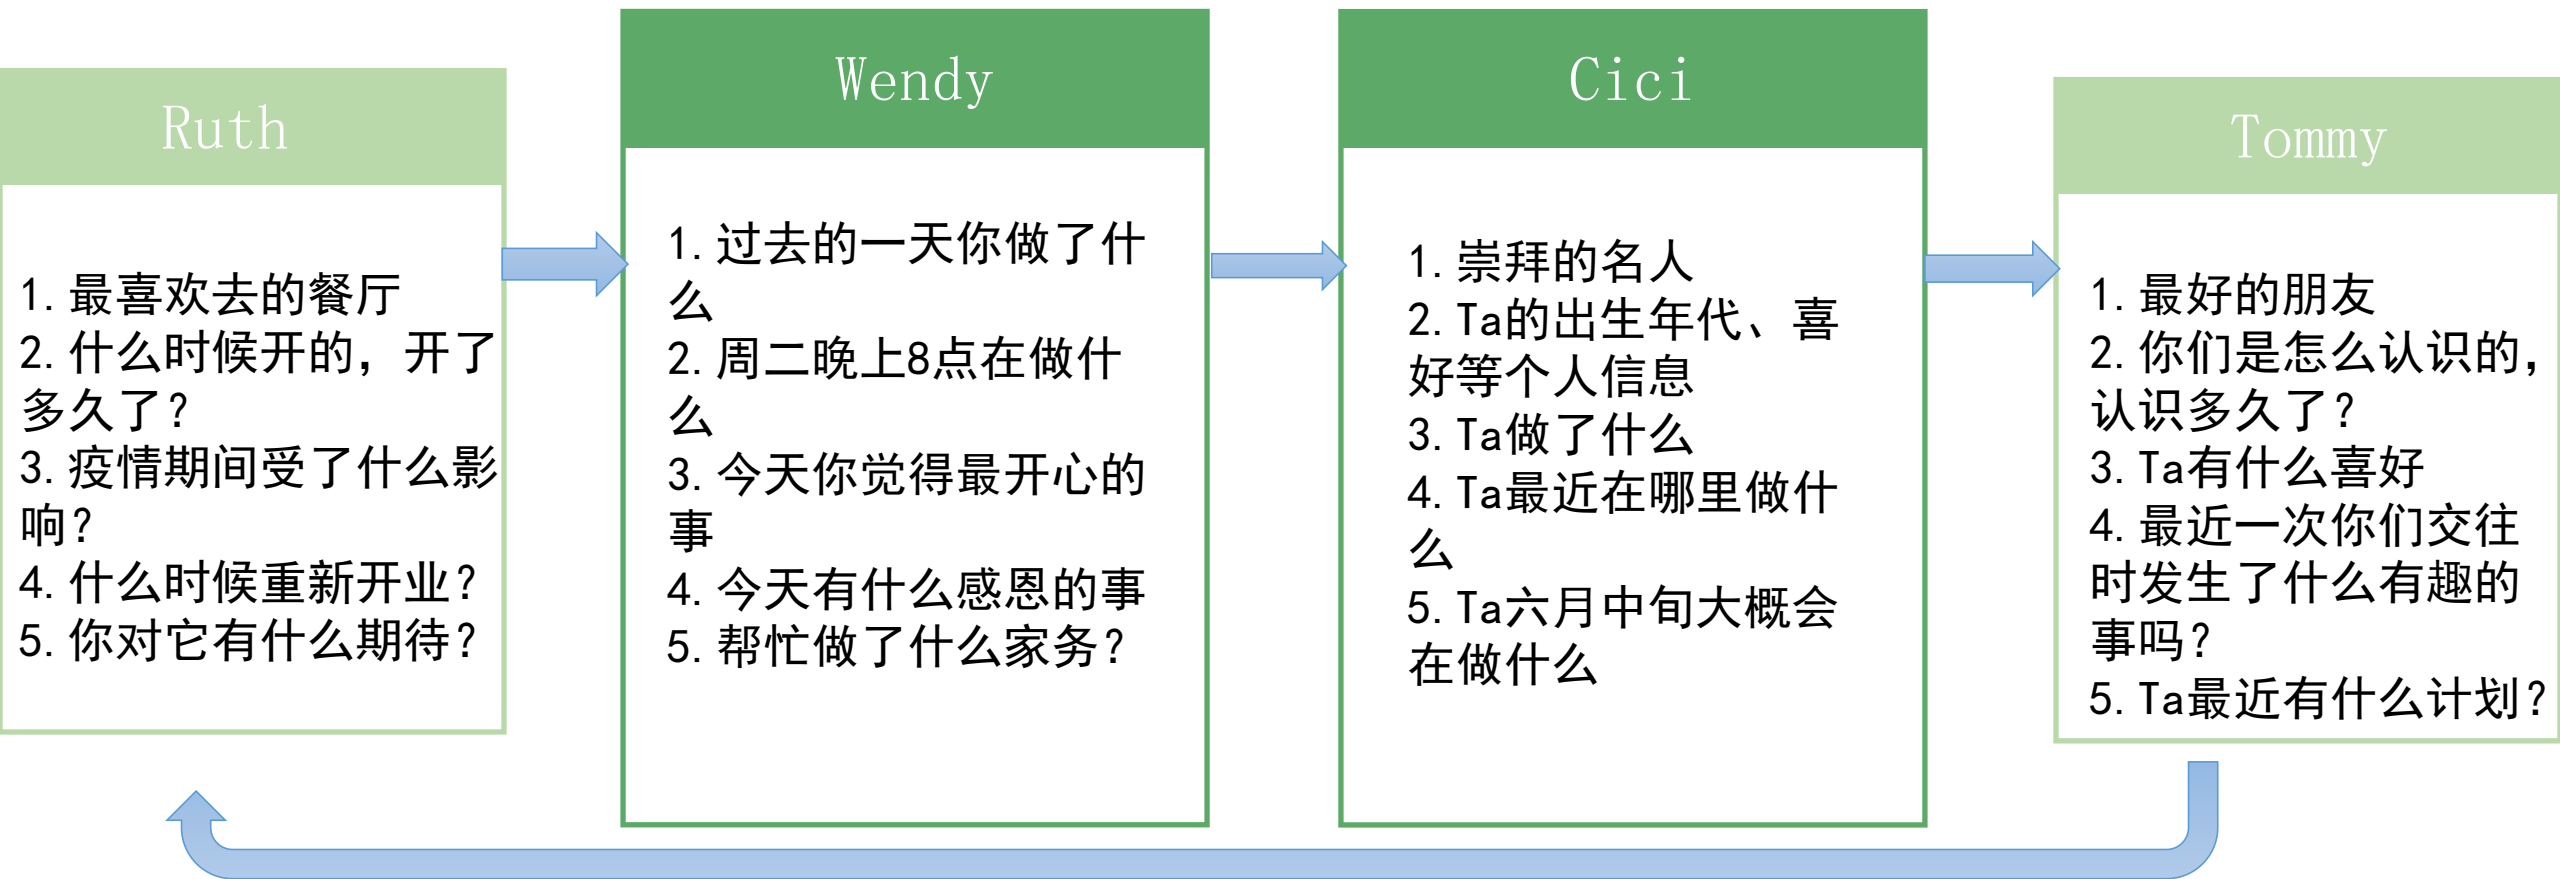 Ruth
1. 最喜欢去的餐厅
2. 什么时候开的，开了
多久了？
3. 疫情期间受了什么影
响？
4. 什么时候重新开业？
5. 你对它有什么期待？
Wendy
1. 过去的一天你做了什
么
2. 周二晚上8点在做什
么
3. 今天你觉得最开心的
事
4. 今天有什么感恩的事
5. 帮忙做了什么家务？
Cici
1. 崇拜的名人
2. Ta的出生年代、喜
好等个人信息
3. Ta做了什么
4. Ta最近在哪里做什
么
5. Ta六月中旬大概会
在做什么
Tommy
1. 最好的朋友
2. 你们是怎么认识的，
认识多久了？
3. Ta有什么喜好
4. 最近一次你们交往
时发生了什么有趣的
事吗？
5. Ta最近有什么计划？